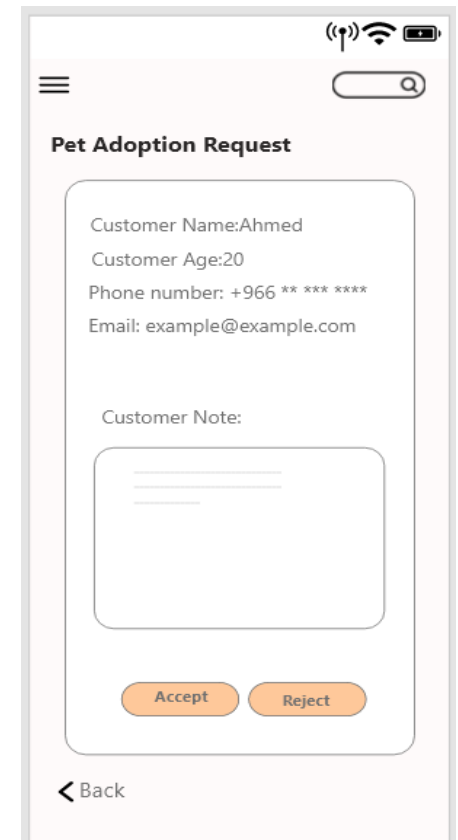 Pet Adoption Request
Customer Name:Ahmed
Customer Age:20
Phone number: +966 ** *** ****
Email: example@example.com
Customer Note:
Accept Reject
Back